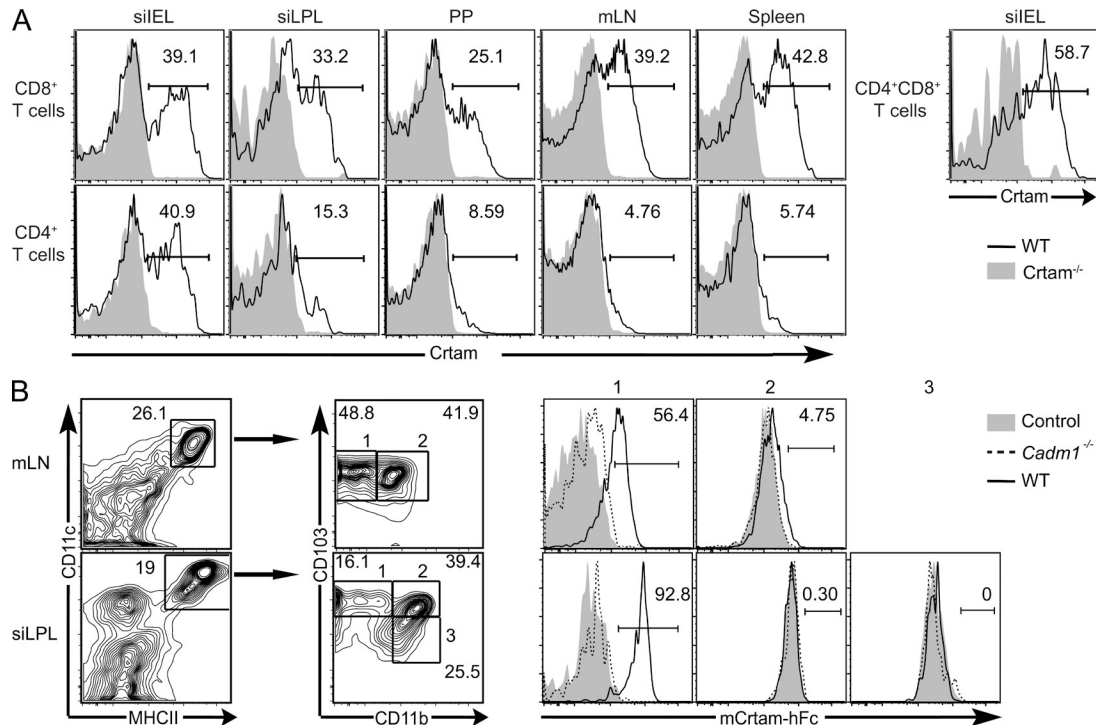 A
siIEL siLPL PP mLN Spleen siIEL
CD8⁺
T cells
39.1 33.2 25.1 39.2 42.8
CD4⁺CD8⁺
T cells
58.7
Crtam
CD4⁺
T cells
40.9 15.3 8.59 4.76 5.74
WT
Crtam⁻/⁻
Crtam
B
1 2 3
mLN
26.1
48.8 41.9
1 2
56.4 4.75
Control
Cadm1⁻/⁻
WT
CD11c
CD103
siLPL
19
16.1 39.4
1 2
3
25.5
92.8 0.30 0
MHCII CD11b mCrtam-hFc